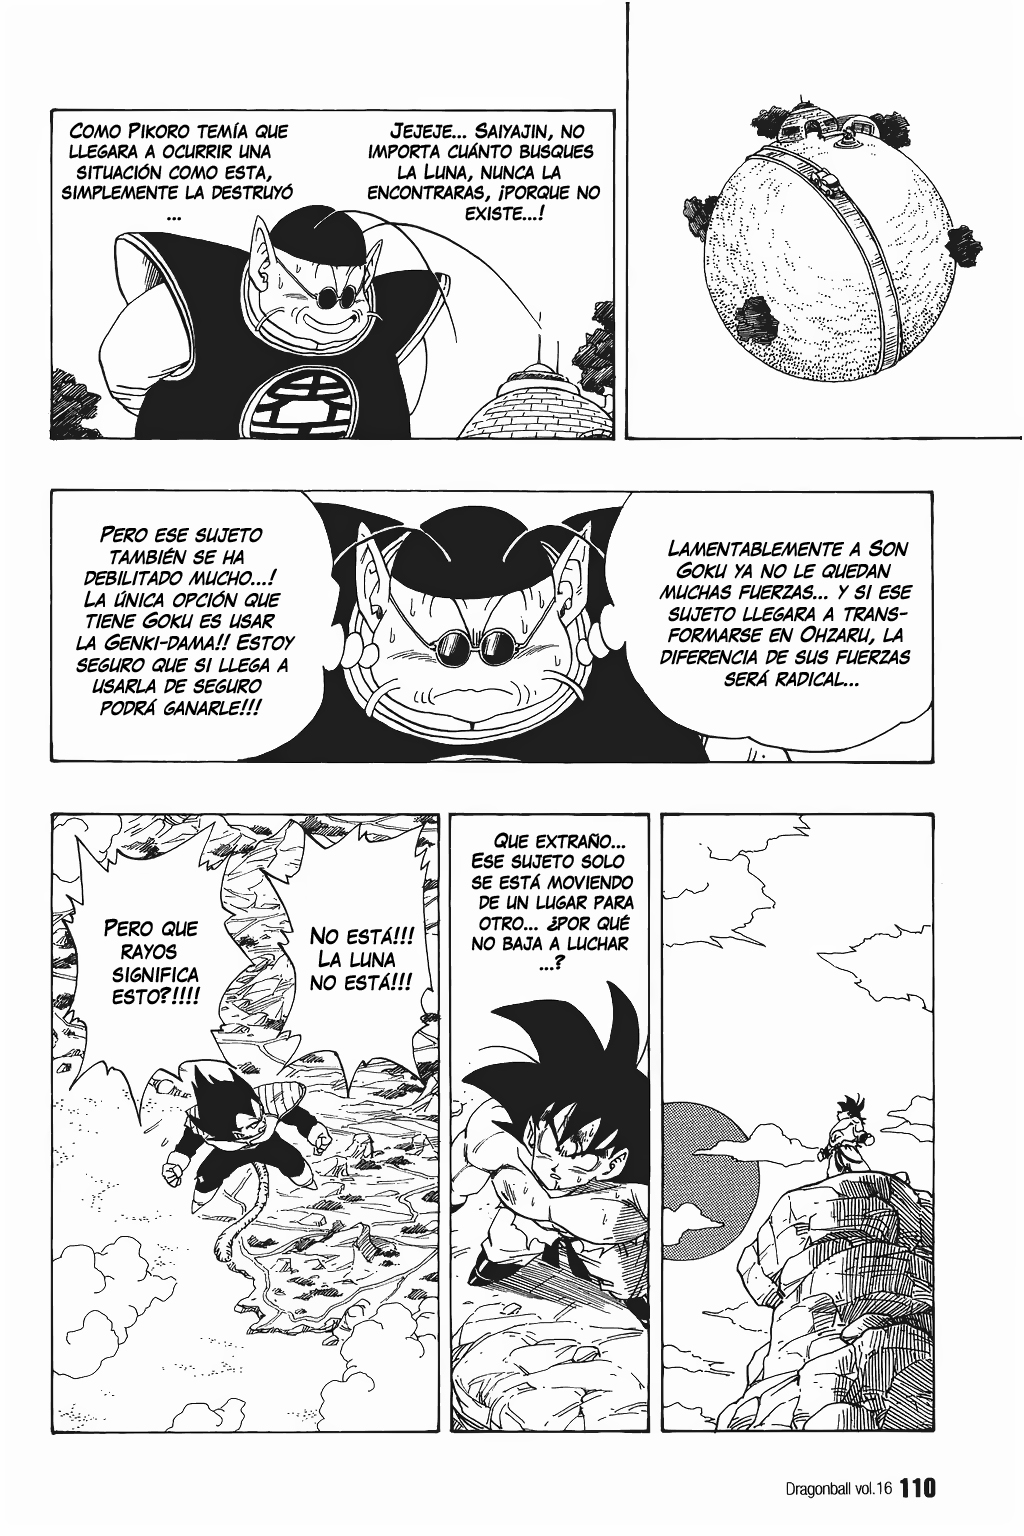 JEJEJE... SAIYAJIN, NO
IMPORTA CUÁNTO BUSQUES
LA LUNA, NUNCA LA
ENCONTRARAS, ¡PORQUE NO
EXISTE...!
COMO PIKORO TEMÍA QUE
LLEGARA A OCURRIR UNA
SITUACIÓN COMO ESTA,
SIMPLEMENTE LA DESTRUYÓ
...
LAMENTABLEMENTE A SON
GOKU YA NO LE QUEDAN
MUCHAS FUERZAS... Y SI ESE
SUJETO LLEGARA A TRANS-
FORMARSE EN OHZARU, LA
DIFERENCIA DE SUS FUERZAS
SERÁ RADICAL...
PERO ESE SUJETO
TAMBIÉN SE HA
DEBILITADO MUCHO...!
LA ÚNICA OPCIÓN QUE
TIENE GOKU ES USAR
LA GENKI-DAMA!! ESTOY
SEGURO QUE SI LLEGA A
USARLA DE SEGURO
PODRÁ GANARLE!!!
QUE EXTRAÑO...
ESE SUJETO SOLO
SE ESTÁ MOVIENDO
DE UN LUGAR PARA
OTRO... ¿POR QUÉ
NO BAJA A LUCHAR
...?
NO ESTÁ!!!
LA LUNA
NO ESTÁ!!!
PERO QUE
RAYOS
SIGNIFICA
ESTO?!!!!
Dragonball vol.16 110